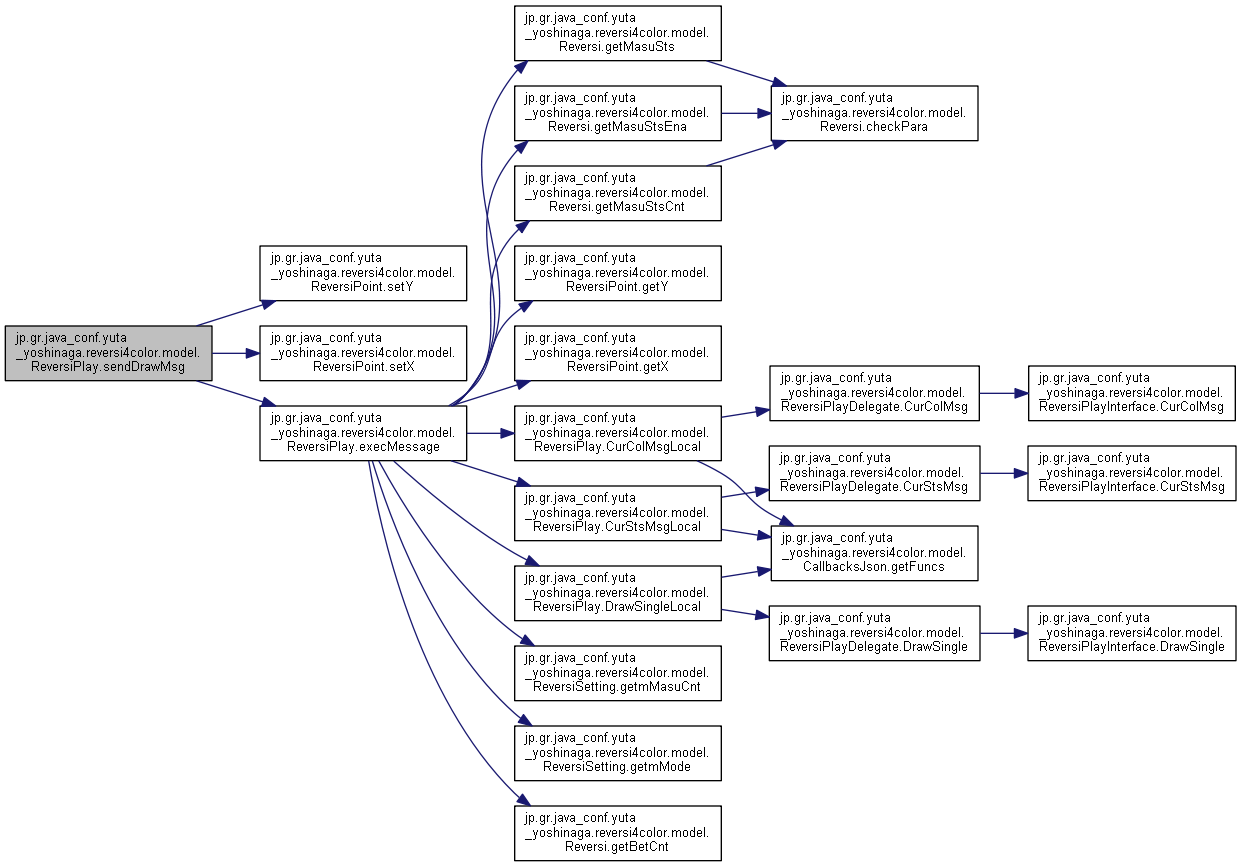 jp.gr.java_conf.yuta
_yoshinaga.reversi4color.model.
ReversiPlay.sendDrawMsg
jp.gr.java_conf.yuta
_yoshinaga.reversi4color.model.
ReversiPoint.setY
jp.gr.java_conf.yuta
_yoshinaga.reversi4color.model.
ReversiPoint.setX
jp.gr.java_conf.yuta
_yoshinaga.reversi4color.model.
ReversiPlay.execMessage
jp.gr.java_conf.yuta
_yoshinaga.reversi4color.model.
Reversi.getMasuSts
jp.gr.java_conf.yuta
_yoshinaga.reversi4color.model.
Reversi.getMasuStsEna
jp.gr.java_conf.yuta
_yoshinaga.reversi4color.model.
Reversi.getMasuStsCnt
jp.gr.java_conf.yuta
_yoshinaga.reversi4color.model.
ReversiPoint.getY
jp.gr.java_conf.yuta
_yoshinaga.reversi4color.model.
ReversiPoint.getX
jp.gr.java_conf.yuta
_yoshinaga.reversi4color.model.
ReversiPlay.CurColMsgLocal
jp.gr.java_conf.yuta
_yoshinaga.reversi4color.model.
ReversiPlay.CurStsMsgLocal
jp.gr.java_conf.yuta
_yoshinaga.reversi4color.model.
ReversiPlay.DrawSingleLocal
jp.gr.java_conf.yuta
_yoshinaga.reversi4color.model.
ReversiSetting.getmMasuCnt
jp.gr.java_conf.yuta
_yoshinaga.reversi4color.model.
ReversiSetting.getmMode
jp.gr.java_conf.yuta
_yoshinaga.reversi4color.model.
Reversi.getBetCnt
jp.gr.java_conf.yuta
_yoshinaga.reversi4color.model.
Reversi.checkPara
jp.gr.java_conf.yuta
_yoshinaga.reversi4color.model.
ReversiPlayDelegate.CurColMsg
jp.gr.java_conf.yuta
_yoshinaga.reversi4color.model.
ReversiPlayDelegate.CurStsMsg
jp.gr.java_conf.yuta
_yoshinaga.reversi4color.model.
CallbacksJson.getFuncs
jp.gr.java_conf.yuta
_yoshinaga.reversi4color.model.
ReversiPlayDelegate.DrawSingle
jp.gr.java_conf.yuta
_yoshinaga.reversi4color.model.
ReversiPlayInterface.CurColMsg
jp.gr.java_conf.yuta
_yoshinaga.reversi4color.model.
ReversiPlayInterface.CurStsMsg
jp.gr.java_conf.yuta
_yoshinaga.reversi4color.model.
ReversiPlayInterface.DrawSingle